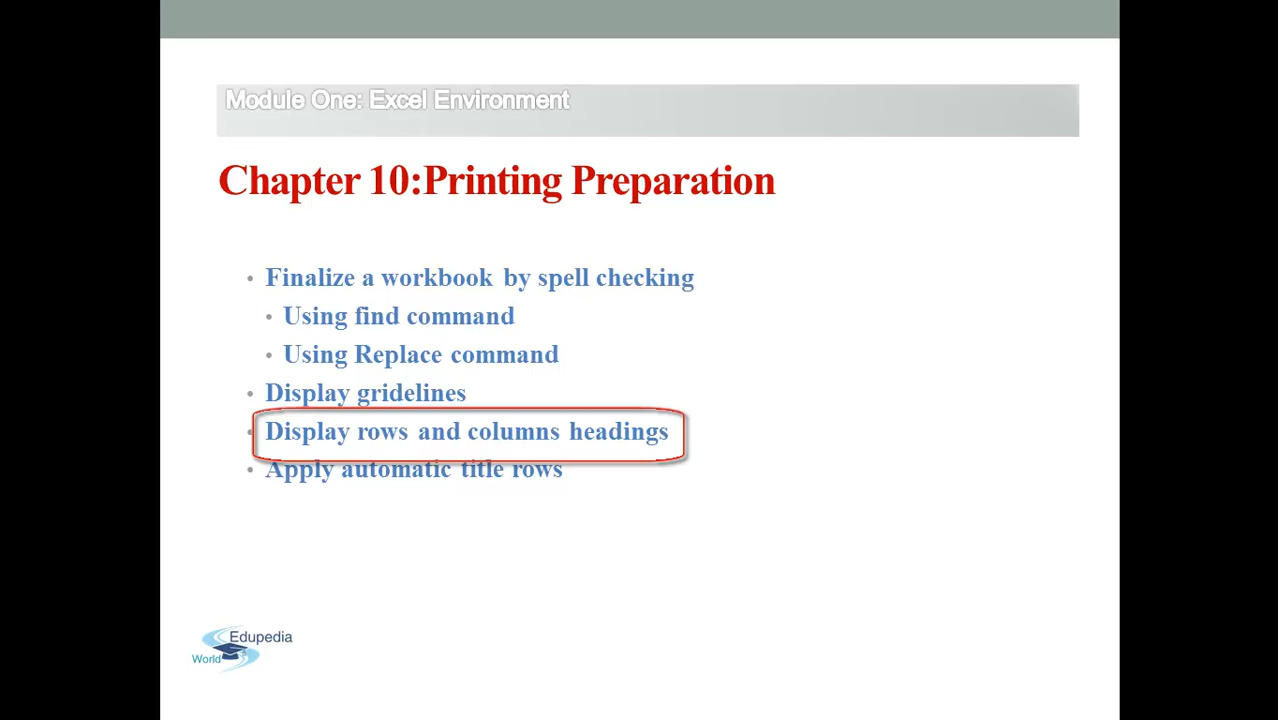 Module One: Excel Environment
Chapter 10:Printing Preparation
• Finalize a workbook by spell checking
• Using find command
• Using Replace command
• Display gridelines
• Display rows and columns headings
• Apply automatic title rows
Edupedia
World